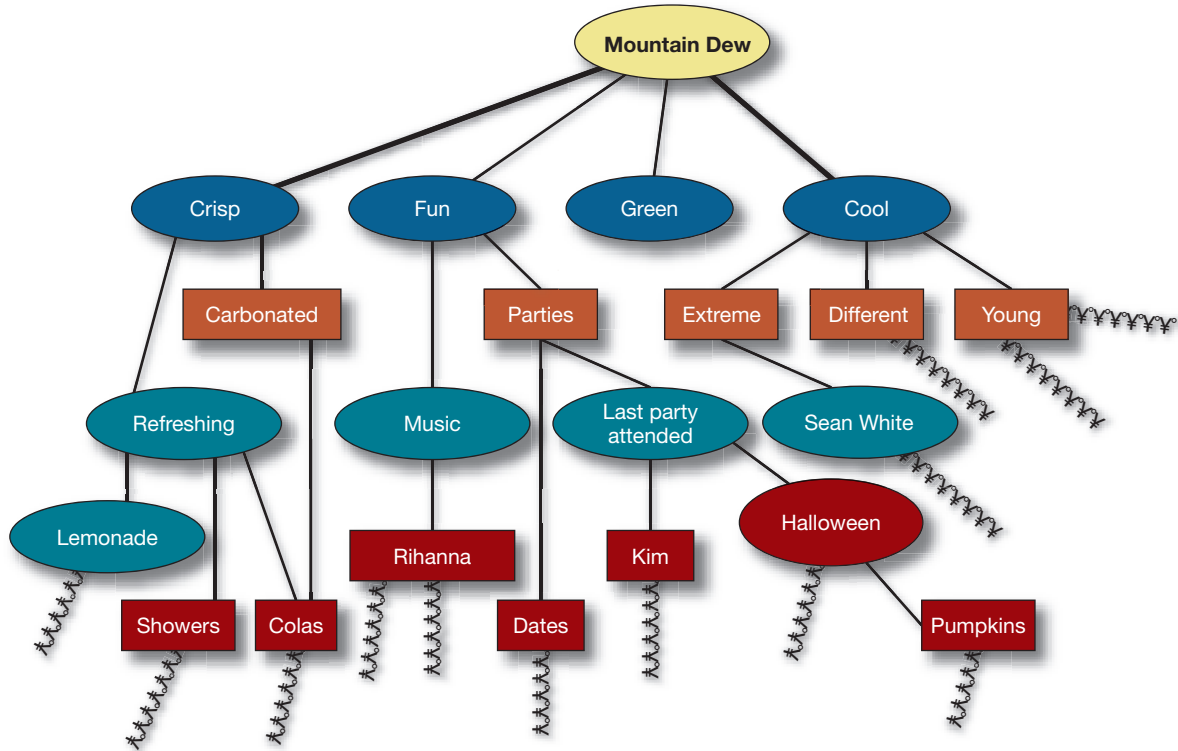 Mountain Dew
Crisp
Fun
Green
Cool
Carbonated
Parties
Extreme
Different
Young
Refreshing
Music
Last party
attended
Sean White
Lemonade
Rihanna
Kim
Halloween
Showers
Colas
Dates
Pumpkins